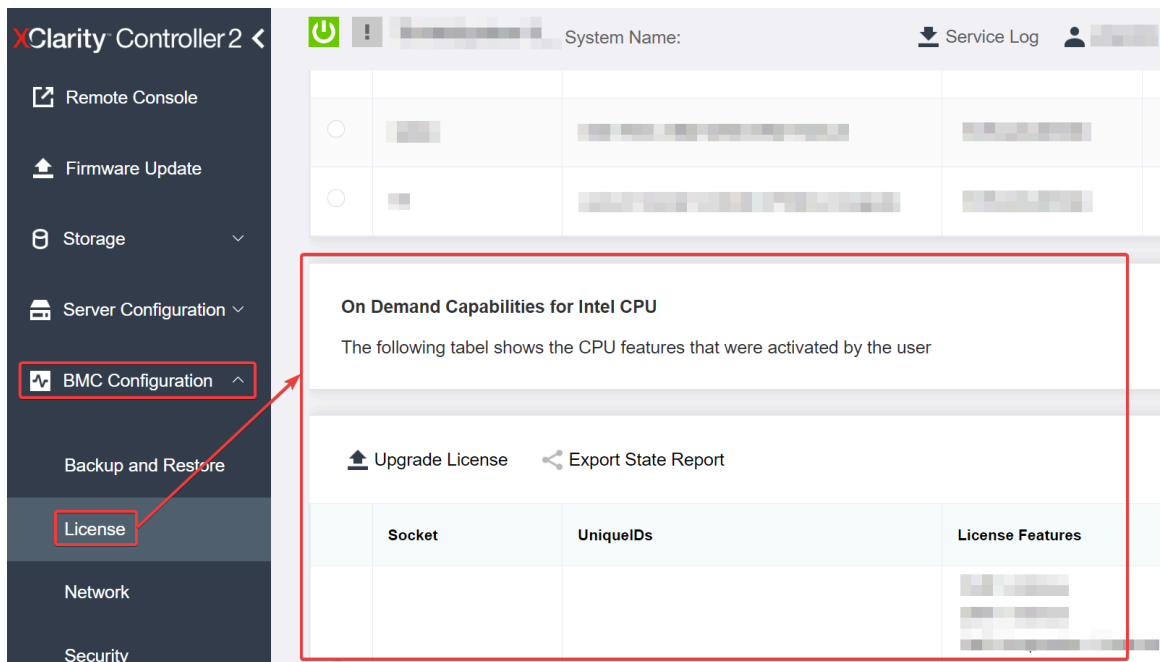 XClarity Controller 2
System Name:
Service Log
Remote Console
Firmware Update
Storage
Server Configuration
BMC Configuration
Backup and Restore
License
Network
Security
On Demand Capabilities for Intel CPU
The following tabel shows the CPU features that were activated by the user
Upgrade License
Export State Report
Socket
UniqueIDs
License Features